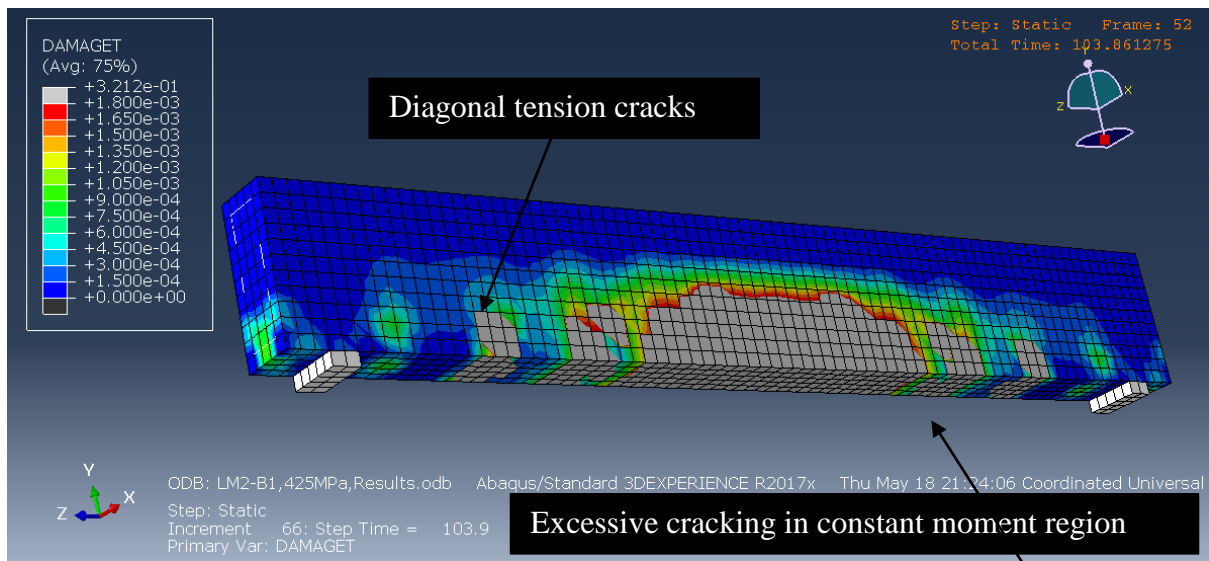 Step: Static Frame: 52
Total Time: 103.861275
DAMAGET
(Avg: 75%)
+3.212e-01
+1.800e-03
+1.650e-03
+1.500e-03
+1.350e-03
+1.200e-03
+1.050e-03
+9.000e-04
+7.500e-04
+6.000e-04
+4.500e-04
+3.000e-04
+1.500e-04
+0.000e+00
Diagonal tension cracks
Y
X
Z
Y
X
Z
ODB: LM2-B1,425MPa,Results.odb Abaqus/Standard 3DEXPERIENCE R2017x Thu May 18 21:24:06 Coordinated Universal
Step: Static
Increment 66: Step Time = 103.9
Primary Var: DAMAGET
Excessive cracking in constant moment region